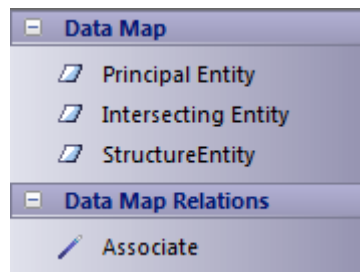 Data Map
Principal Entity
Intersecting Entity
StructureEntity
Data Map Relations
Associate